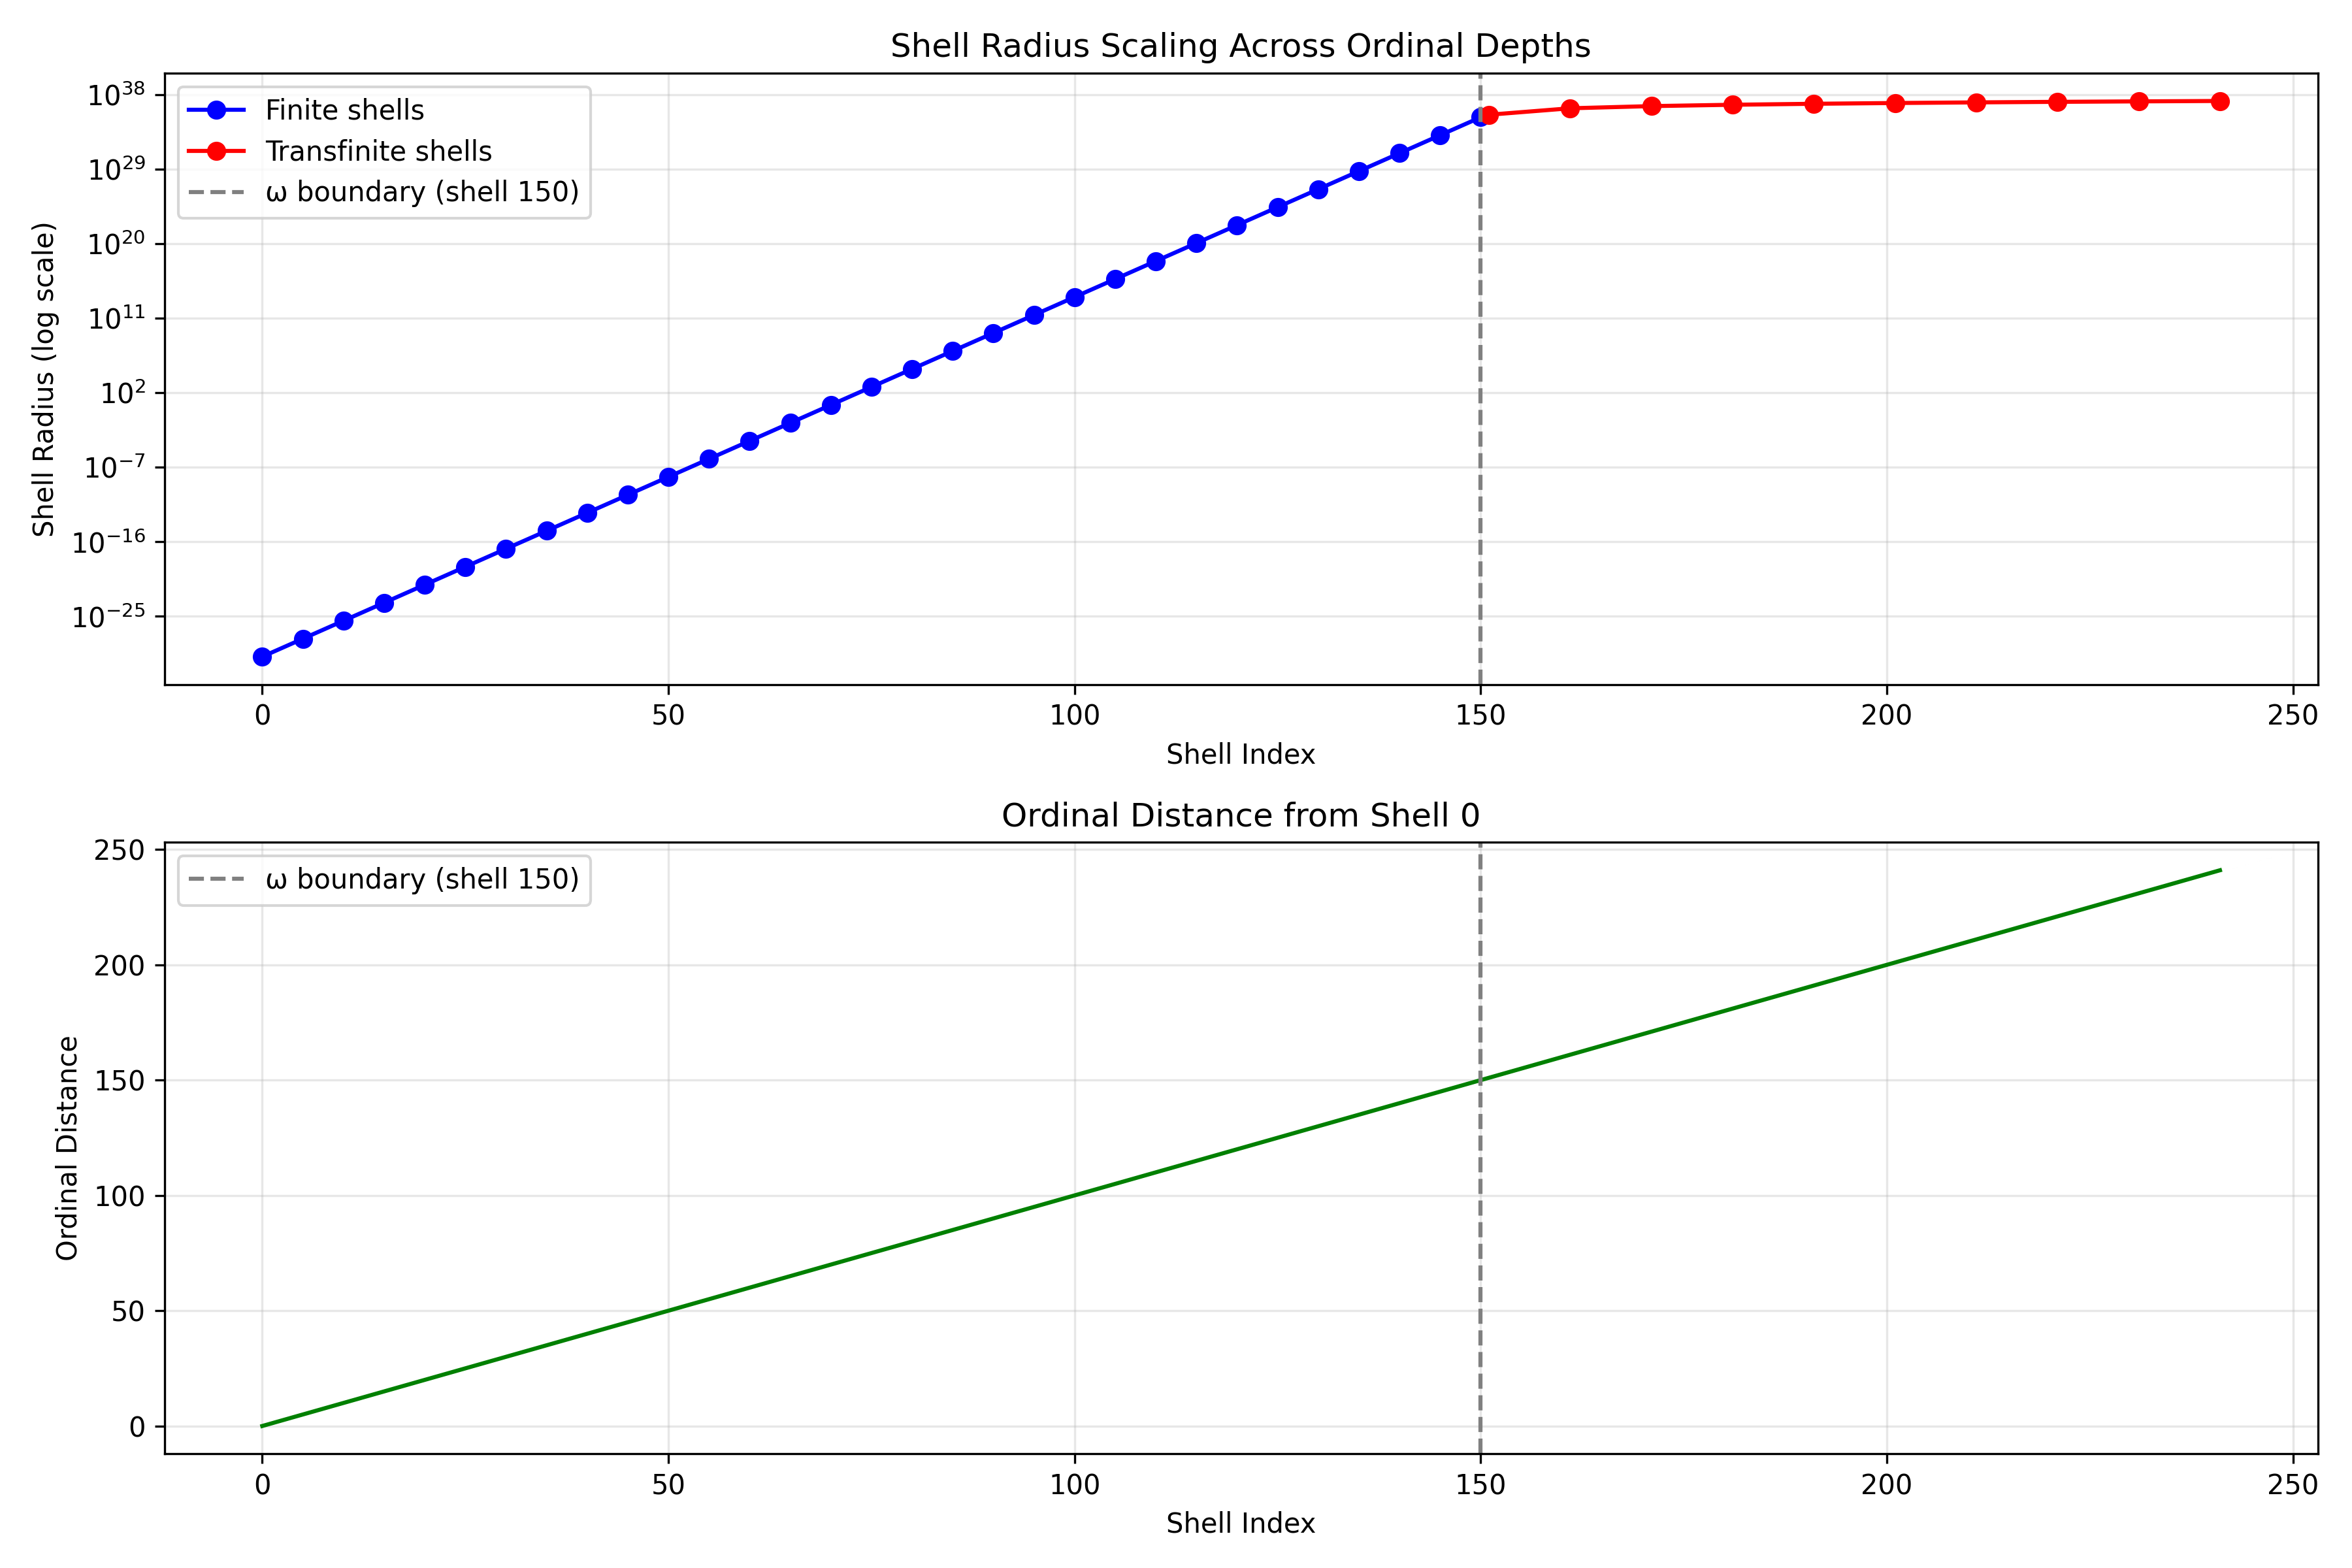 Shell Radius Scaling Across Ordinal Depths
10³⁸
10²⁹
10²⁰
10¹¹
10²
10⁻⁷
10⁻¹⁶
10⁻²⁵
Shell Radius (log scale)
Finite shells
Transfinite shells
ω boundary (shell 150)
0 50 100 150 200 250
Shell Index
Ordinal Distance from Shell 0
250
200
150
100
50
0
Ordinal Distance
ω boundary (shell 150)
0 50 100 150 200 250
Shell Index